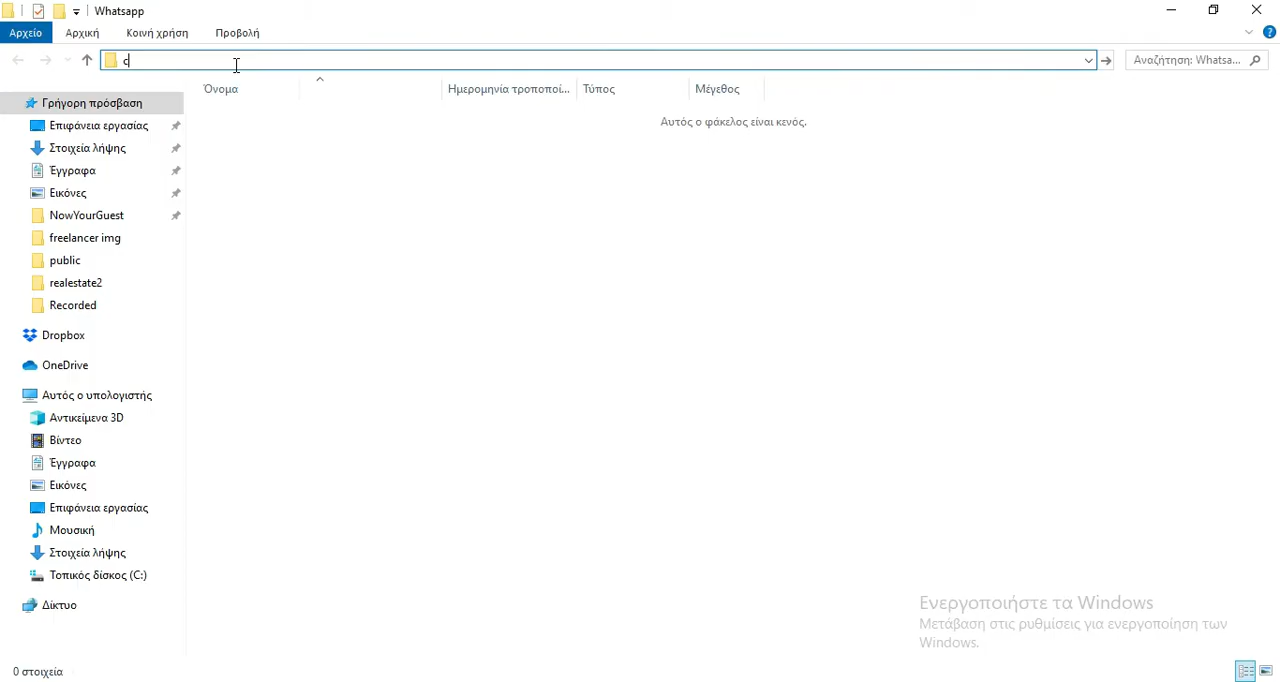 Whatsapp
Αρχείο Αρχική Κοινή χρήση Προβολή
c Αναζήτηση: Whatsa...
Όνομα Ημερομηνία τροποποί... Τύπος Μέγεθος
Αυτός ο φάκελος είναι κενός.
Γρήγορη πρόσβαση
Επιφάνεια εργασίας
Στοιχεία λήψης
Έγγραφα
Εικόνες
NowYourGuest
freelancer img
public
realestate2
Recorded
Dropbox
OneDrive
Αυτός ο υπολογιστής
Αντικείμενα 3D
Βίντεο
Έγγραφα
Εικόνες
Επιφάνεια εργασίας
Μουσική
Στοιχεία λήψης
Τοπικός δίσκος (C:)
Δίκτυο
Ενεργοποιήστε τα Windows
Μετάβαση στις ρυθμίσεις για ενεργοποίηση των
Windows.
0 στοιχεία